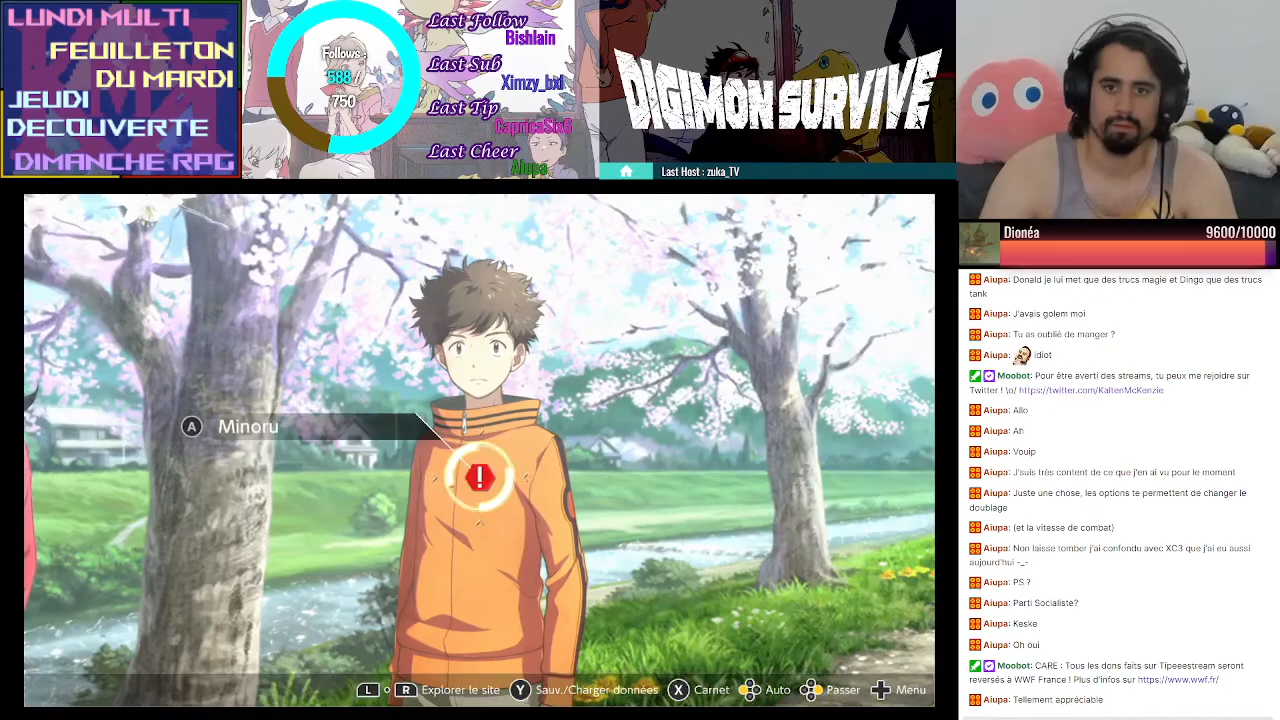 LUNDI MULTI
FEUILLETON
DU MARDI
JEUDI
DECOUVERTE
DIMANCHE RPG
Follows :
588 /
750
Last Follow
Bishlain
Last Sub
Ximzy_bxl
Last Tip
CapricaSix6
Last Cheer
Aiupa
DIGIMON SURVIVE
Last Host : zuka_TV
Dionéa 9600/10000
Aiupa: Donald je lui met que des trucs magie et Dingo que des trucs
tank
Aiupa: J'avais golem moi
Aiupa: Tu as oublié de manger ?
Aiupa: idiot
Moobot: Pour être averti des streams, tu peux me rejoindre sur
Twitter ! \o/ https://twitter.com/KaltenMcKenzie
Aiupa: Allo
Aiupa: Ah
Aiupa: Vouip
Aiupa: J'suis très content de ce que j'en ai vu pour le moment
Aiupa: Juste une chose, les options te permettent de changer le
doublage
Aiupa: (et la vitesse de combat)
Aiupa: Non laisse tomber j'ai confondu avec XC3 que j'ai eu aussi
aujourd'hui -_-
Aiupa: PS ?
Aiupa: Parti Socialiste?
Aiupa: Keske
Aiupa: Oh oui
Moobot: CARE : Tous les dons faits sur Tipeeestream seront
reversés à WWF France ! Plus d'infos sur https://www.wwf.fr/
Aiupa: Tellement appréciable
A Minoru
!
L o R Explorer le site Y Sauv./Charger données X Carnet Auto Passer Menu